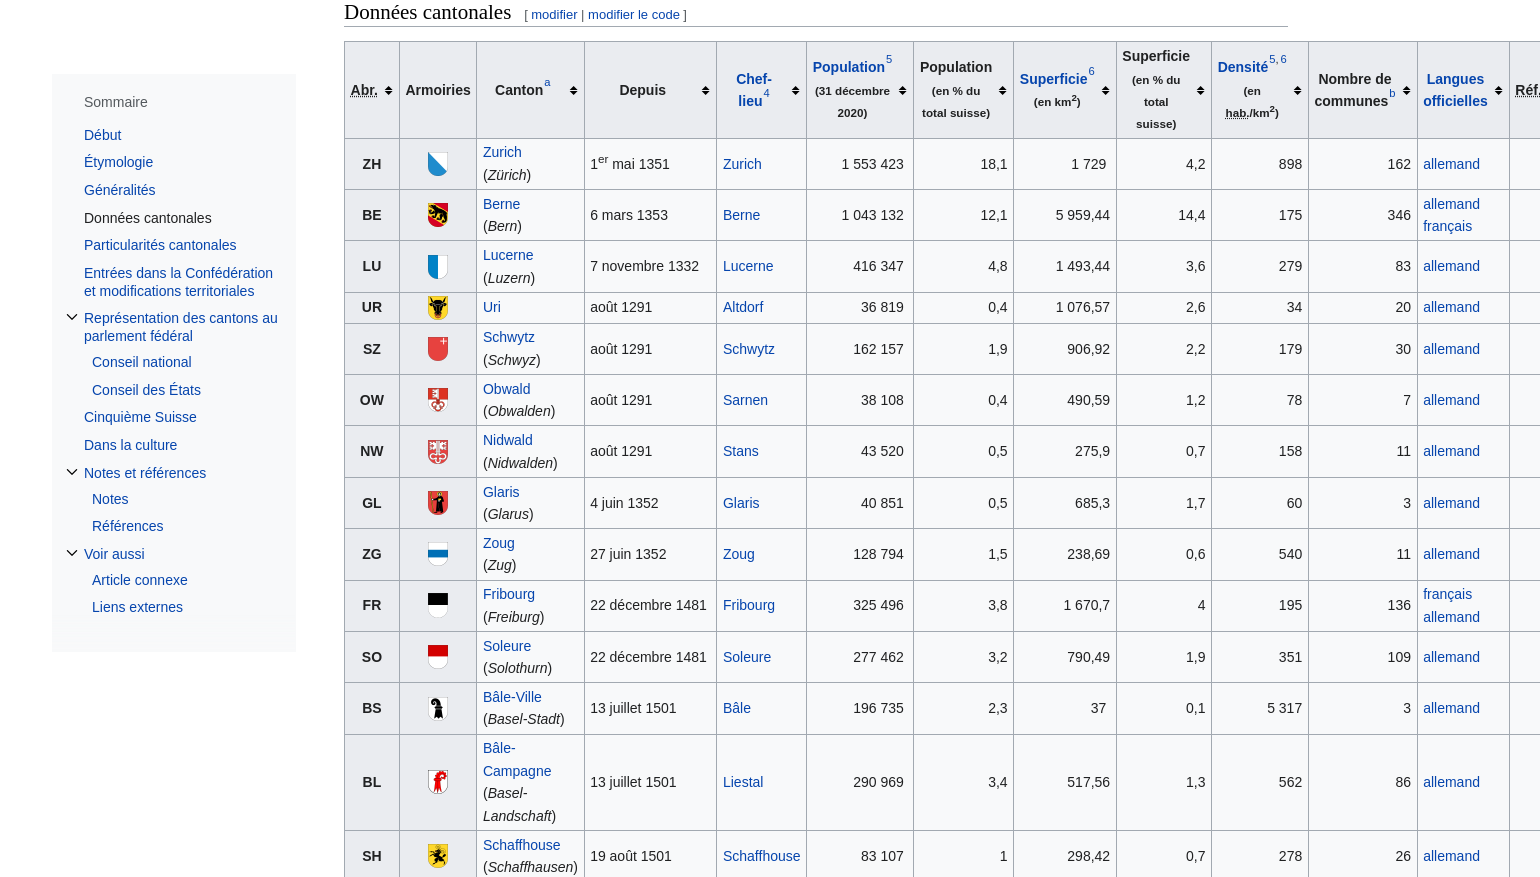 Données cantonales [ modifier | modifier le code ]
Sommaire
Début
Étymologie
Généralités
Données cantonales
Particularités cantonales
Entrées dans la Confédération
et modifications territoriales
Représentation des cantons au
parlement fédéral
Conseil national
Conseil des États
Cinquième Suisse
Dans la culture
Notes et références
Notes
Références
Voir aussi
Article connexe
Liens externes
Abr. Armoiries Canton a Depuis Chef-lieu 4 Population 5 (31 décembre 2020) Population (en % du total suisse) Superficie 6 (en km2) Superficie (en % du total suisse) Densité 5, 6 (en hab./km2) Nombre de communes b Langues officielles Réf.
ZH Zurich (Zürich) 1er mai 1351 Zurich 1 553 423 18,1 1 729 4,2 898 162 allemand
BE Berne (Bern) 6 mars 1353 Berne 1 043 132 12,1 5 959,44 14,4 175 346 allemand français
LU Lucerne (Luzern) 7 novembre 1332 Lucerne 416 347 4,8 1 493,44 3,6 279 83 allemand
UR Uri août 1291 Altdorf 36 819 0,4 1 076,57 2,6 34 20 allemand
SZ Schwytz (Schwyz) août 1291 Schwytz 162 157 1,9 906,92 2,2 179 30 allemand
OW Obwald (Obwalden) août 1291 Sarnen 38 108 0,4 490,59 1,2 78 7 allemand
NW Nidwald (Nidwalden) août 1291 Stans 43 520 0,5 275,9 0,7 158 11 allemand
GL Glaris (Glarus) 4 juin 1352 Glaris 40 851 0,5 685,3 1,7 60 3 allemand
ZG Zoug (Zug) 27 juin 1352 Zoug 128 794 1,5 238,69 0,6 540 11 allemand
FR Fribourg (Freiburg) 22 décembre 1481 Fribourg 325 496 3,8 1 670,7 4 195 136 français allemand
SO Soleure (Solothurn) 22 décembre 1481 Soleure 277 462 3,2 790,49 1,9 351 109 allemand
BS Bâle-Ville (Basel-Stadt) 13 juillet 1501 Bâle 196 735 2,3 37 0,1 5 317 3 allemand
BL Bâle-Campagne (Basel-Landschaft) 13 juillet 1501 Liestal 290 969 3,4 517,56 1,3 562 86 allemand
SH Schaffhouse (Schaffhausen) 19 août 1501 Schaffhouse 83 107 1 298,42 0,7 278 26 allemand